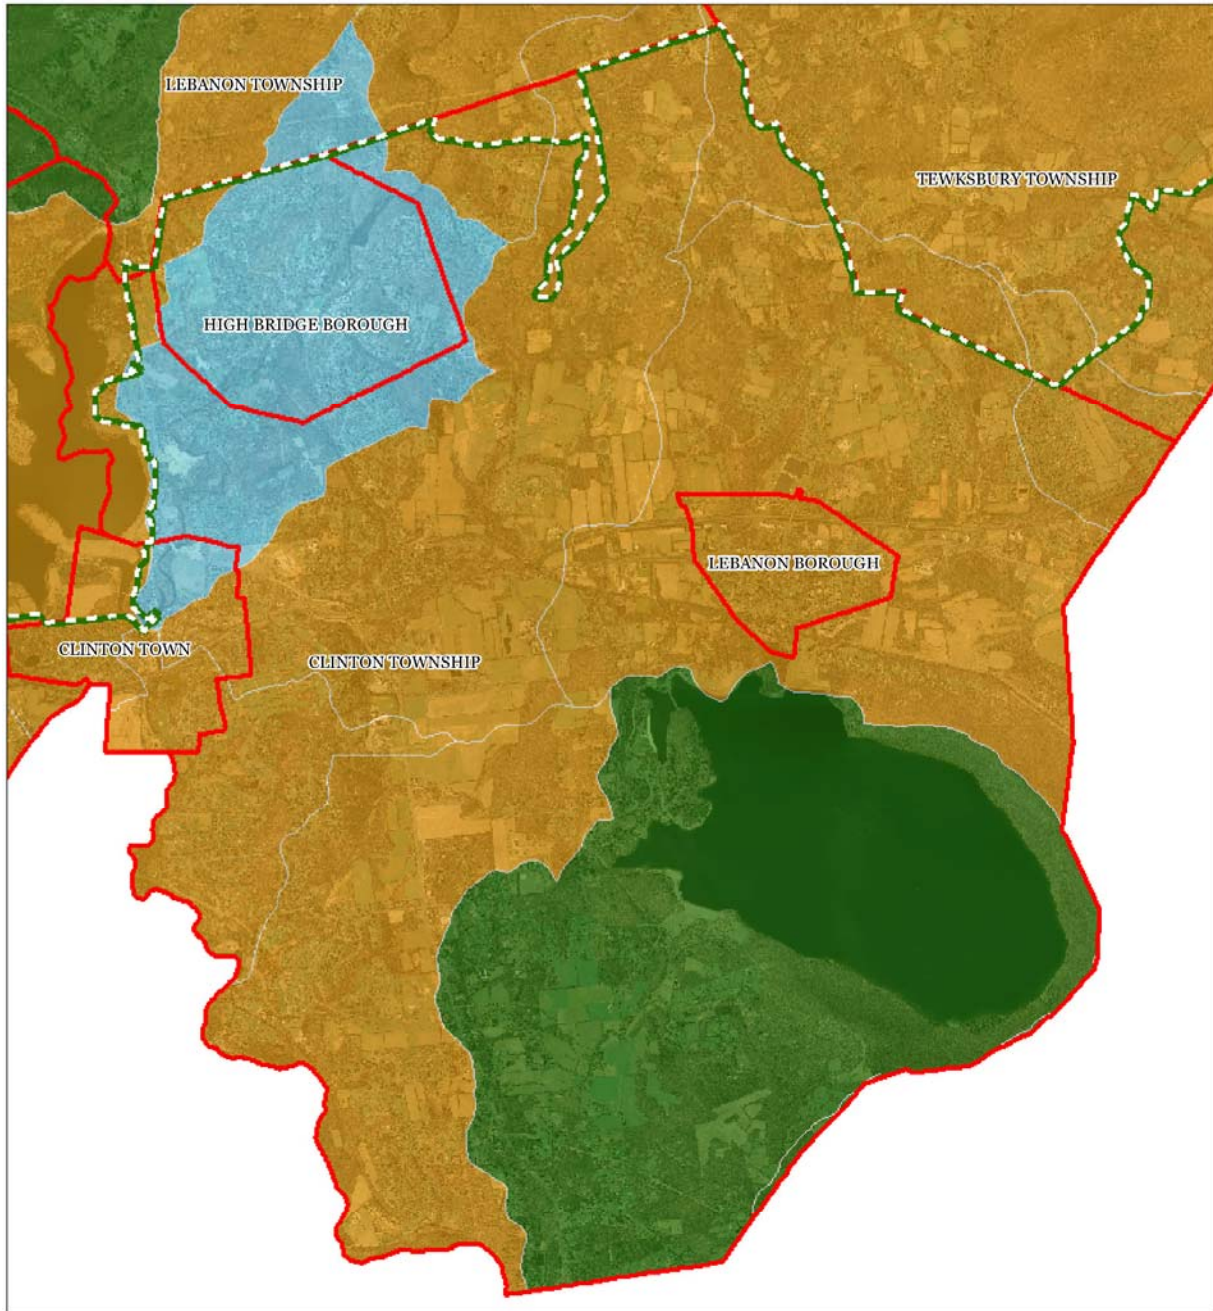 LEBANON TOWNSHIP
TEWKSBURY TOWNSHIP
HIGH BRIDGE BOROUGH
LEBANON BOROUGH
CLINTON TOWN
CLINTON TOWNSHIP